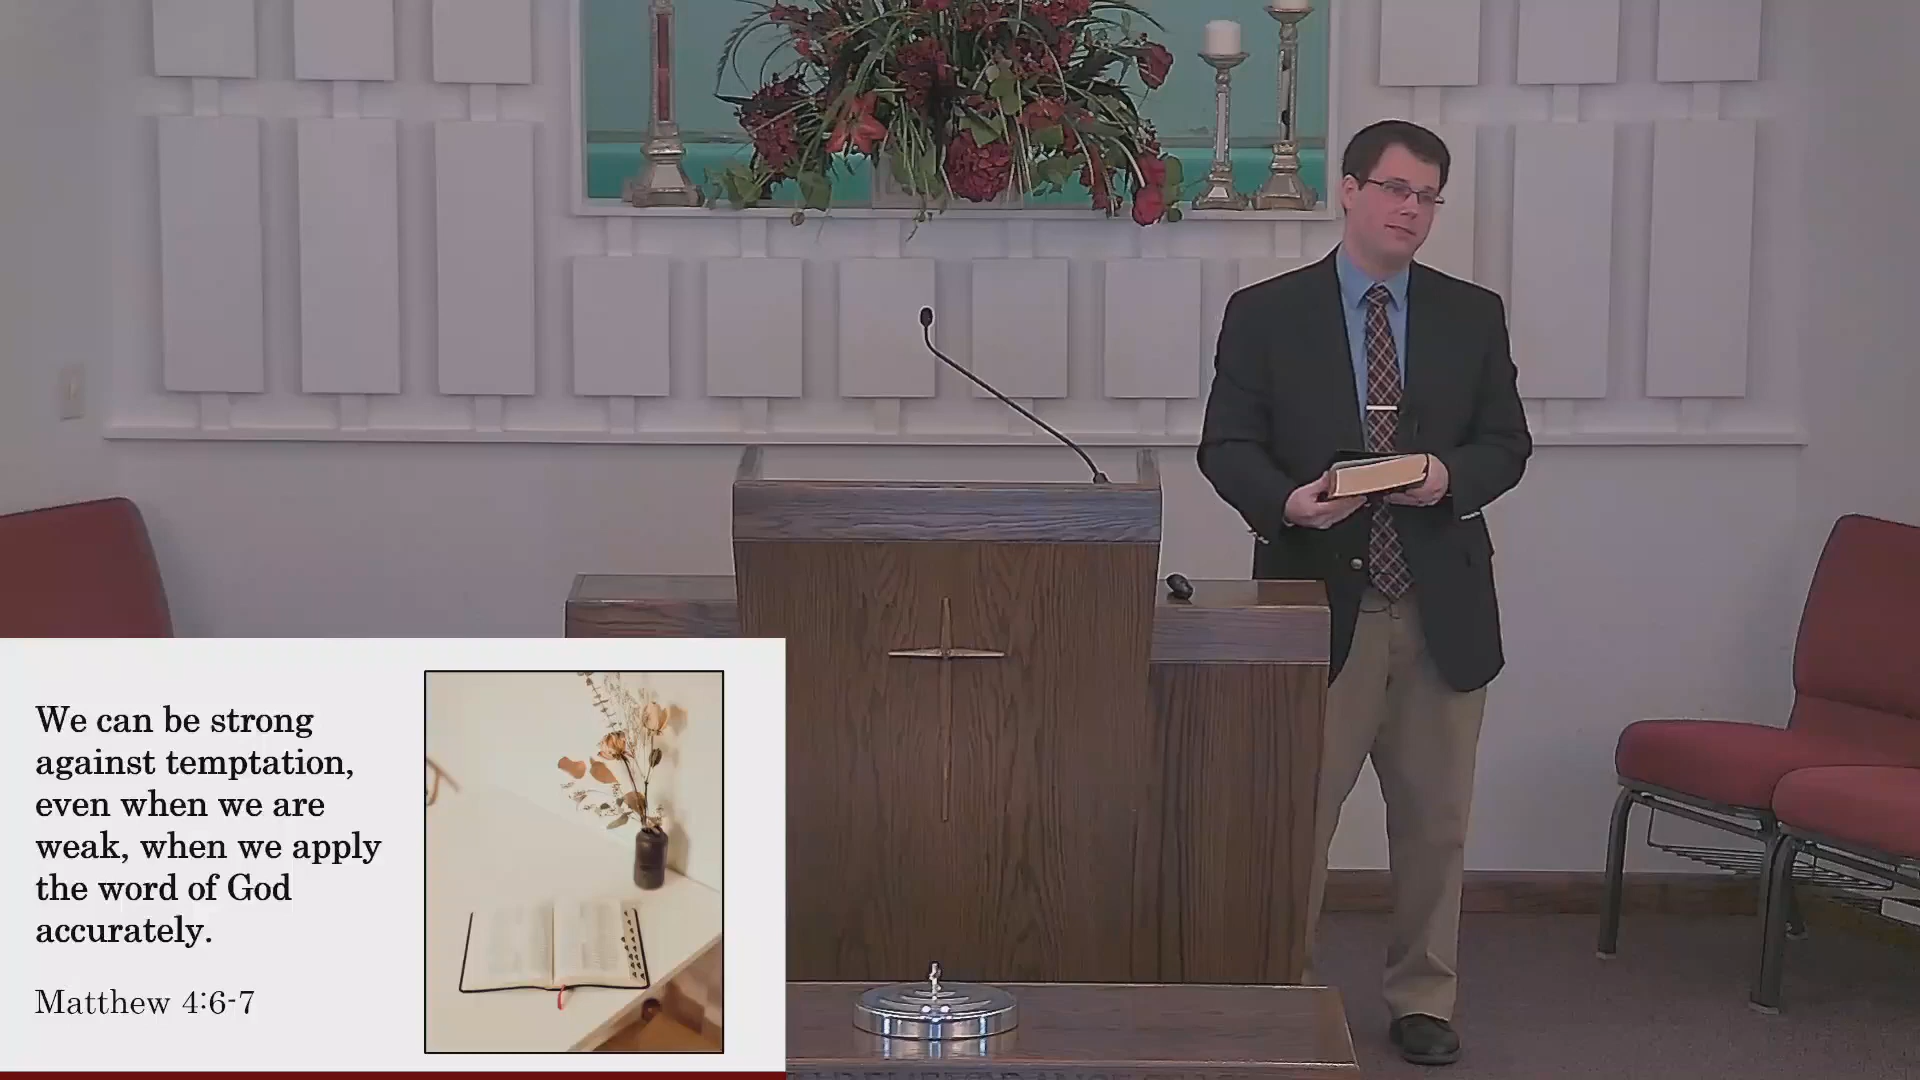 We can be strong
against temptation,
even when we are
weak, when we apply
the word of God
accurately.
Matthew 4:6-7